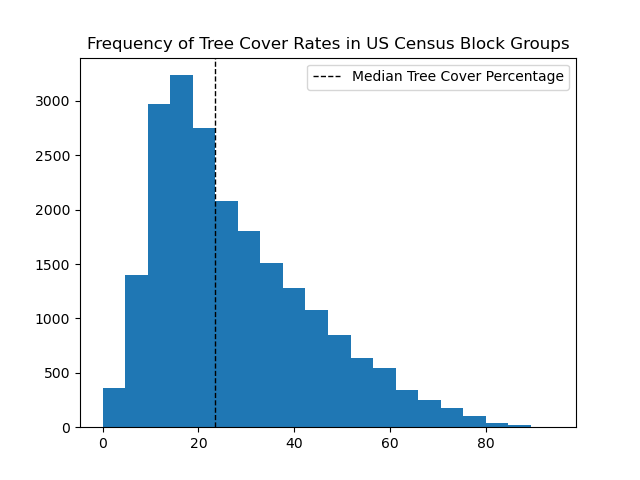 Frequency of Tree Cover Rates in US Census Block Groups
Median Tree Cover Percentage
3000
2500
2000
1500
1000
500
0
0 20 40 60 80